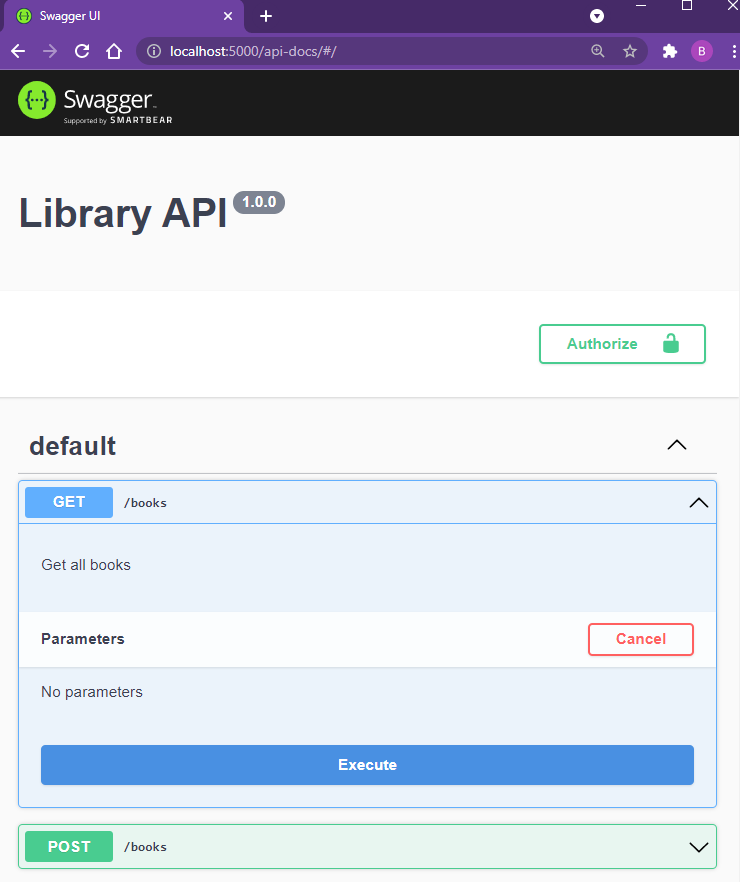 Swagger UI
localhost:5000/api-docs/#/
B
{···} Swagger™
Supported by SMARTBEAR
Library API 1.0.0
Authorize
default
GET /books
Get all books
Parameters Cancel
No parameters
Execute
POST /books